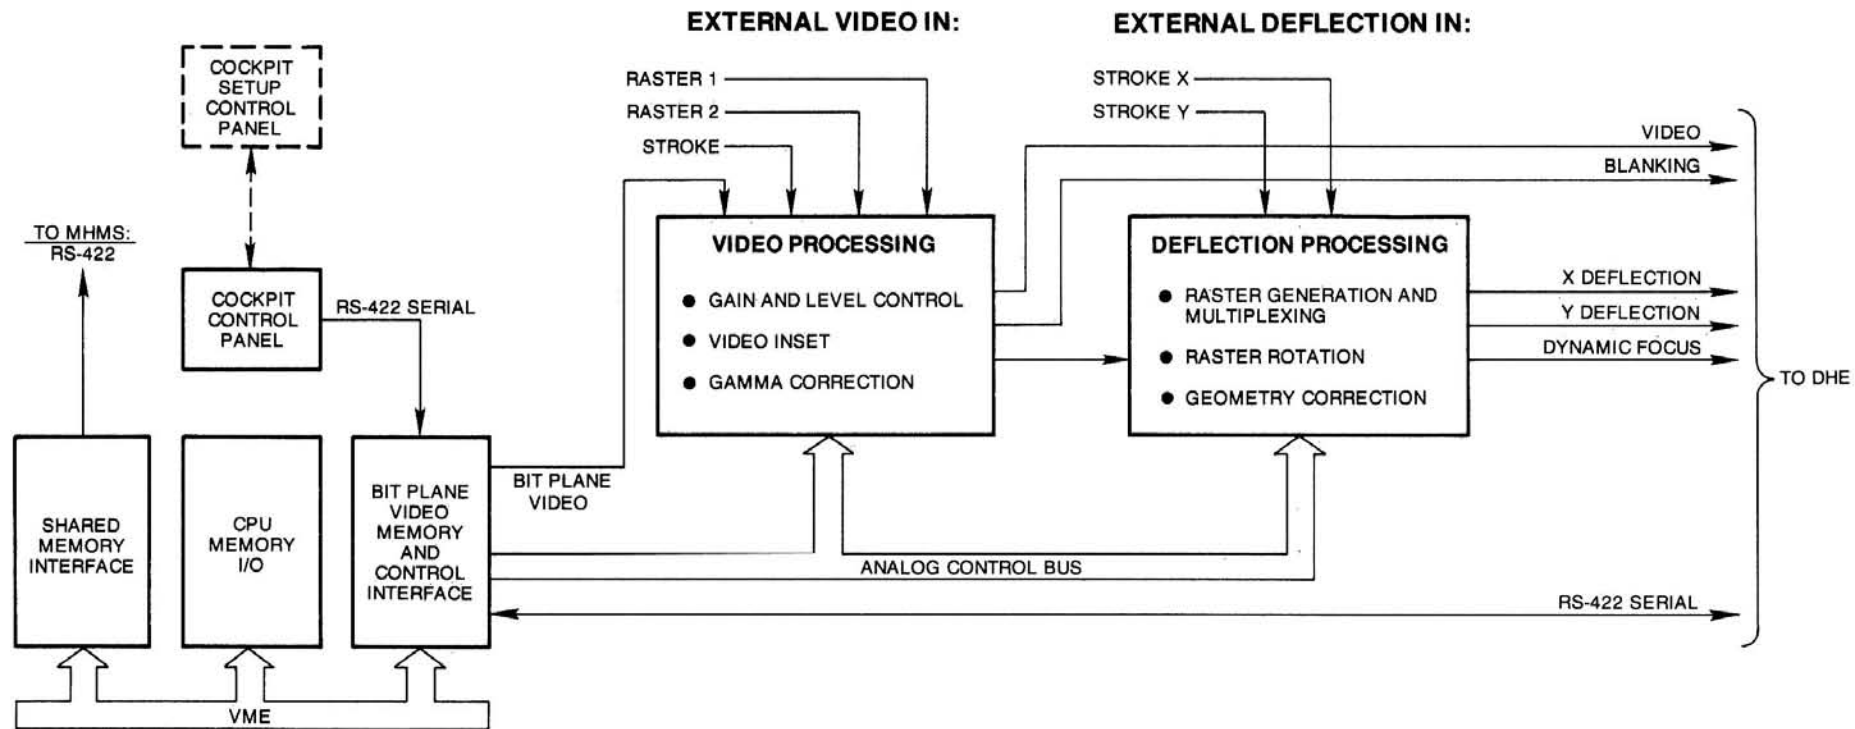 EXTERNAL VIDEO IN:
EXTERNAL DEFLECTION IN:
COCKPIT
SETUP
CONTROL
PANEL
RASTER 1
RASTER 2
STROKE
STROKE X
STROKE Y
VIDEO
BLANKING
TO MHMS:
RS-422
COCKPIT
CONTROL
PANEL
RS-422 SERIAL
VIDEO PROCESSING
● GAIN AND LEVEL CONTROL
● VIDEO INSET
● GAMMA CORRECTION
DEFLECTION PROCESSING
● RASTER GENERATION AND
MULTIPLEXING
● RASTER ROTATION
● GEOMETRY CORRECTION
X DEFLECTION
Y DEFLECTION
DYNAMIC FOCUS
TO DHE
SHARED
MEMORY
INTERFACE
CPU
MEMORY
I/O
BIT PLANE
VIDEO
MEMORY
AND
CONTROL
INTERFACE
BIT PLANE
VIDEO
ANALOG CONTROL BUS
RS-422 SERIAL
VME